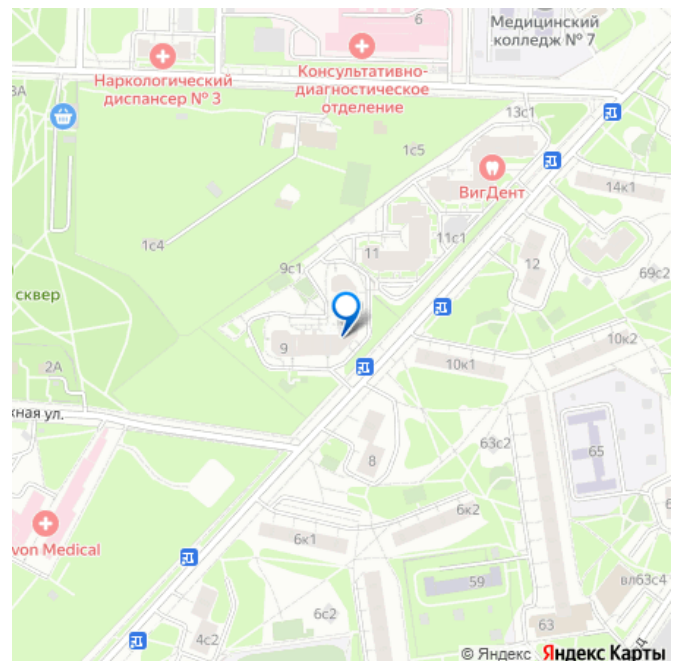 6
Медицинский
колледж № 7
Наркологический
диспансер № 3
Консультативно-
диагностическое
отделение
3А
13с1
1с5
ВигДент
14к1
1с4
11
11с1
9с1
12
69с2
сквер
9
10к2
10к1
2А
жная ул.
8
63с2
65
von Medical
6к2
6к1
59
вл63с4
6с2
63
4с2
© Яндекс Яндекс Карты